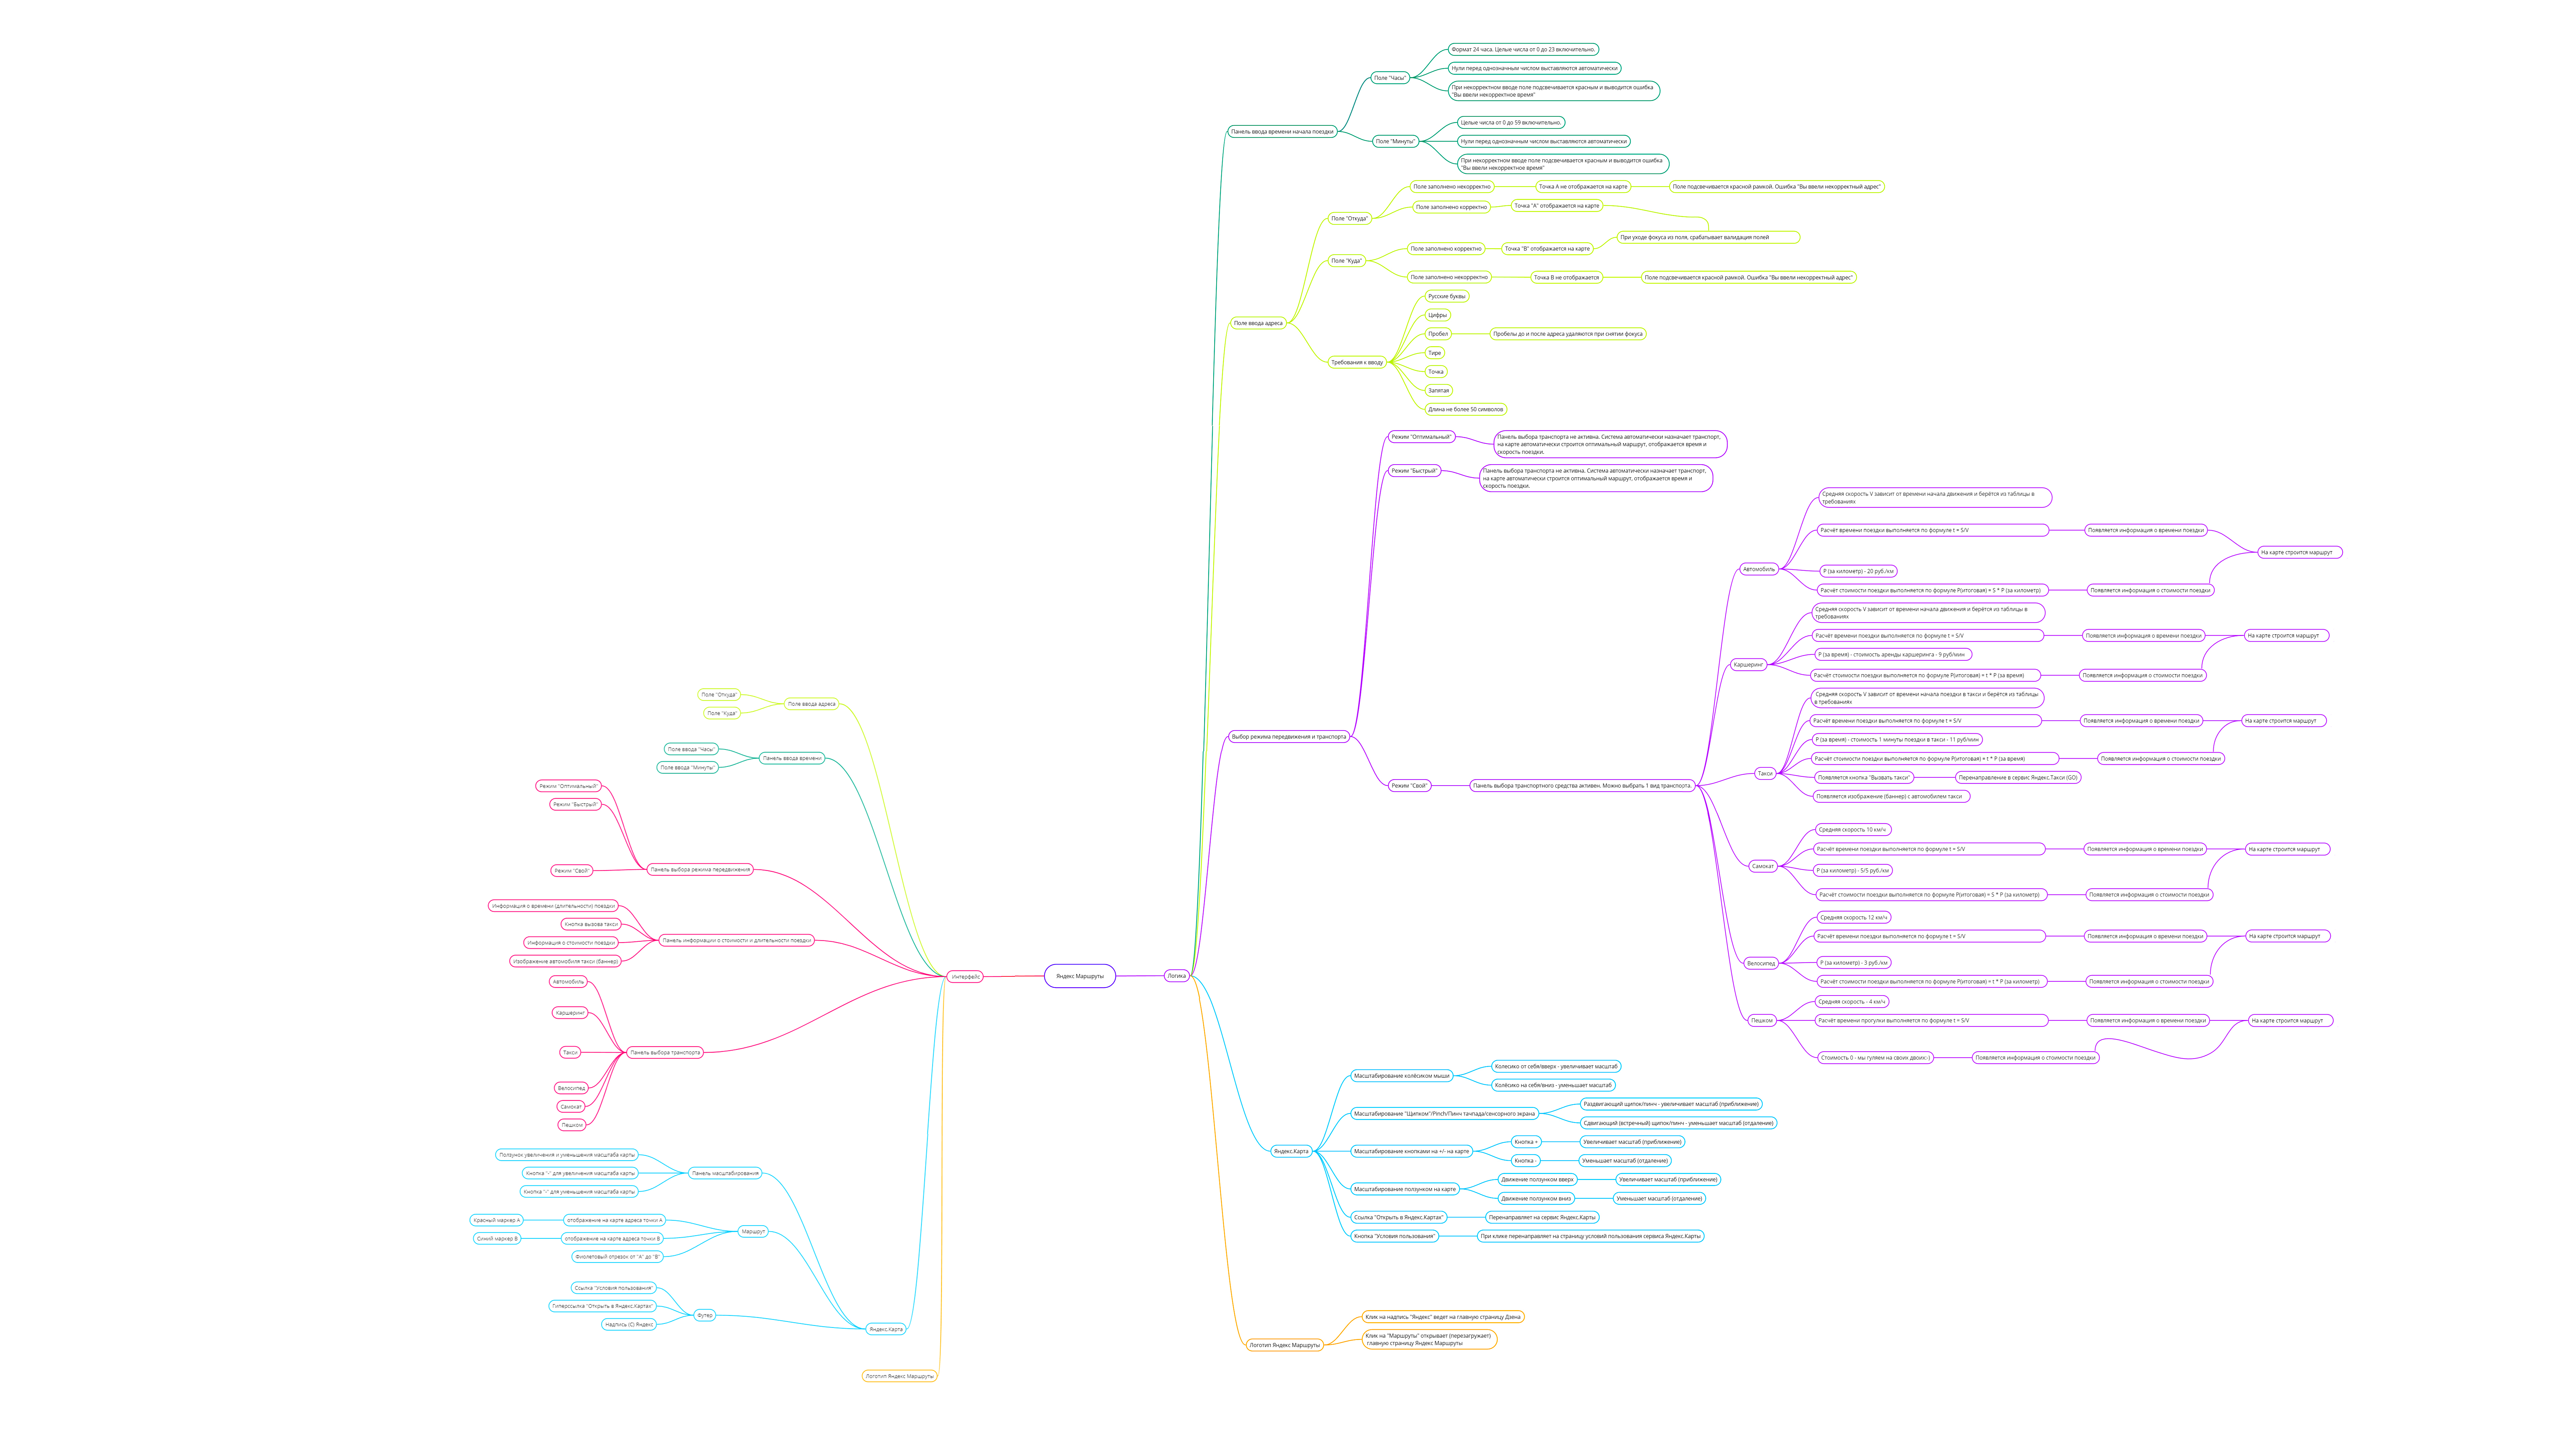 Яндекс Маршруты
Логика
Панель ввода времени начала поездки
Поле "Часы"
Формат 24 часа. Целые числа от 0 до 23 включительно.
Нули перед однозначным числом выставляются автоматически
При некорректном вводе поле подсвечивается красным и выводится ошибка
"Вы ввели некорректное время"
Поле "Минуты"
Целые числа от 0 до 59 включительно.
Нули перед однозначным числом выставляются автоматически
При некорректном вводе поле подсвечивается красным и выводится ошибка
"Вы ввели некорректное время"
Поле ввода адреса
Поле "Откуда"
Поле заполнено некорректно
Точка А не отображается на карте
Поле подсвечивается красной рамкой. Ошибка "Вы ввели некорректный адрес"
Поле заполнено корректно
Точка "А" отображается на карте
При уходе фокуса из поля, срабатывает валидация полей
Поле "Куда"
Поле заполнено корректно
Точка "В" отображается на карте
Поле заполнено некорректно
Точка В не отображается
Поле подсвечивается красной рамкой. Ошибка "Вы ввели некорректный адрес"
Требования к вводу
Русские буквы
Цифры
Пробел
Пробелы до и после адреса удаляются при снятии фокуса
Тире
Точка
Запятая
Длина не более 50 символов
Выбор режима передвижения и транспорта
Режим "Оптимальный"
Панель выбора транспорта не активна. Система автоматически назначает транспорт,
на карте автоматически строится оптимальный маршрут, отображается время и
скорость поездки.
Режим "Быстрый"
Панель выбора транспорта не активна. Система автоматически назначает транспорт,
на карте автоматически строится оптимальный маршрут, отображается время и
скорость поездки.
Режим "Свой"
Панель выбора транспортного средства активен. Можно выбрать 1 вид транспорта.
Автомобиль
Средняя скорость V зависит от времени начала движения и берётся из таблицы в
требованиях
Расчёт времени поездки выполняется по формуле t = S/V
Появляется информация о времени поездки
На карте строится маршрут
P (за километр) - 20 руб./км
Расчёт стоимости поездки выполняется по формуле P(итоговая) = S * P (за километр)
Появляется информация о стоимости поездки
Каршеринг
Средняя скорость V зависит от времени начала движения и берётся из таблицы в
требованиях
Расчёт времени поездки выполняется по формуле t = S/V
Появляется информация о времени поездки
На карте строится маршрут
P (за время) - стоимость аренды каршеринга - 9 руб/мин
Расчёт стоимости поездки выполняется по формуле P(итоговая) = t * P (за время)
Появляется информация о стоимости поездки
Такси
Средняя скорость V зависит от времени начала поездки в такси и берётся из таблицы
в требованиях
Расчёт времени поездки выполняется по формуле t = S/V
Появляется информация о времени поездки
На карте строится маршрут
P (за время) - стоимость 1 минуты поездки в такси - 11 руб/мин
Расчёт стоимости поездки выполняется по формуле P(итоговая) = t * P (за время)
Появляется информация о стоимости поездки
Появляется кнопка "Вызвать такси"
Перенаправление в сервис Яндекс.Такси (GO)
Появляется изображение (баннер) с автомобилем такси
Самокат
Средняя скорость 10 км/ч
Расчёт времени поездки выполняется по формуле t = S/V
Появляется информация о времени поездки
На карте строится маршрут
P (за километр) - 5/5 руб./км
Расчёт стоимости поездки выполняется по формуле P(итоговая) = S * P (за километр)
Появляется информация о стоимости поездки
Велосипед
Средняя скорость 12 км/ч
Расчёт времени поездки выполняется по формуле t = S/V
Появляется информация о времени поездки
На карте строится маршрут
P (за километр) - 3 руб./км
Расчёт стоимости поездки выполняется по формуле P(итоговая) = t * P (за километр)
Появляется информация о стоимости поездки
Пешком
Средняя скорость - 4 км/ч
Расчёт времени прогулки выполняется по формуле t = S/V
Появляется информация о времени поездки
На карте строится маршрут
Стоимость 0 - мы гуляем на своих двоих:-)
Появляется информация о стоимости поездки
Яндекс.Карта
Масштабирование колёсиком мыши
Колесико от себя/вверх - увеличивает масштаб
Колёсико на себя/вниз - уменьшает масштаб
Масштабирование "Щипком"/Pinch/Пинч тачпада/сенсорного экрана
Раздвигающий щипок/пинч - увеличивает масштаб (приближение)
Сдвигающий (встречный) щипок/пинч - уменьшает масштаб (отдаление)
Масштабирование кнопками на +/- на карте
Кнопка +
Увеличивает масштаб (приближение)
Кнопка -
Уменьшает масштаб (отдаление)
Масштабирование ползунком на карте
Движение ползунком вверх
Увеличивает масштаб (приближение)
Движение ползунком вниз
Уменьшает масштаб (отдаление)
Ссылка "Открыть в Яндекс.Картах"
Перенаправляет на сервис Яндекс.Карты
Кнопка "Условия пользования"
При клике перенаправляет на страницу условий пользования сервиса Яндекс.Карты
Логотип Яндекс Маршруты
Клик на надпись "Яндекс" ведет на главную страницу Дзена
Клик на "Маршруты" открывает (перезагружает)
главную страницу Яндекс Маршруты
Интерфейс
Поле ввода адреса
Поле "Откуда"
Поле "Куда"
Панель ввода времени
Поле ввода "Часы"
Поле ввода "Минуты"
Панель выбора режима передвижения
Режим "Оптимальный"
Режим "Быстрый"
Режим "Свой"
Панель информации о стоимости и длительности поездки
Информация о времени (длительности) поездки
Кнопка вызова такси
Информация о стоимости поездки
Изображение автомобиля такси (баннер)
Панель выбора транспорта
Автомобиль
Каршеринг
Такси
Велосипед
Самокат
Пешком
Яндекс.Карта
Панель масштабирования
Ползунок увеличения и уменьшения масштаба карты
Кнопка "-" для увеличения масштаба карты
Кнопка "-" для уменьшения масштаба карты
Маршрут
отображение на карте адреса точки А
Красный маркер А
отображение на карте адреса точки В
Синий маркер В
Фиолетовый отрезок от "А" до "В"
Футер
Ссылка "Условия пользования"
Гиперссылка "Открыть в Яндекс.Картах"
Надпись (С) Яндекс
Логотип Яндекс Маршруты